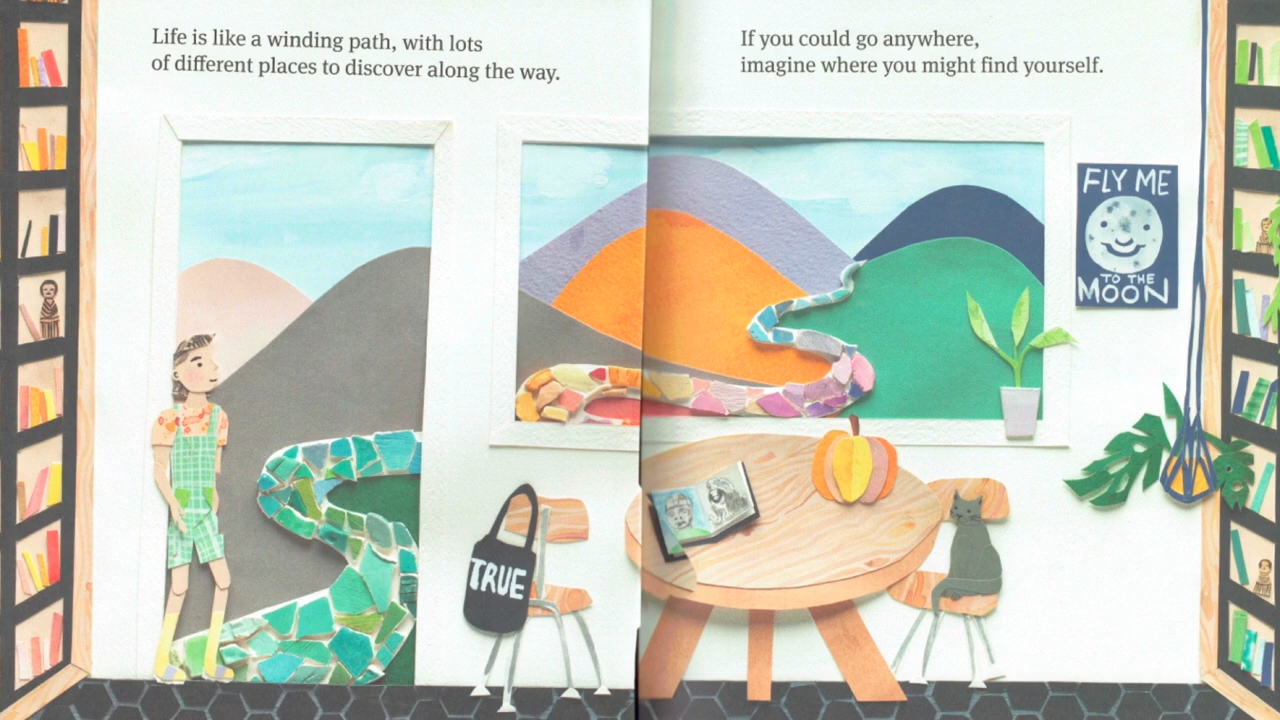 Life is like a winding path, with lots
of different places to discover along the way.
If you could go anywhere,
imagine where you might find yourself.
FLY ME
TO THE
MOON
TRUE